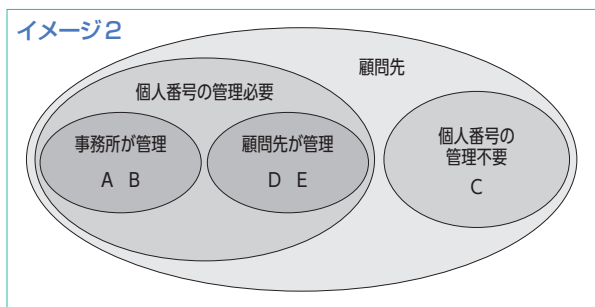 イメージ2
顧問先
個人番号の管理必要
事務所が管理
A B
顧問先が管理
D E
個人番号の
管理不要
C